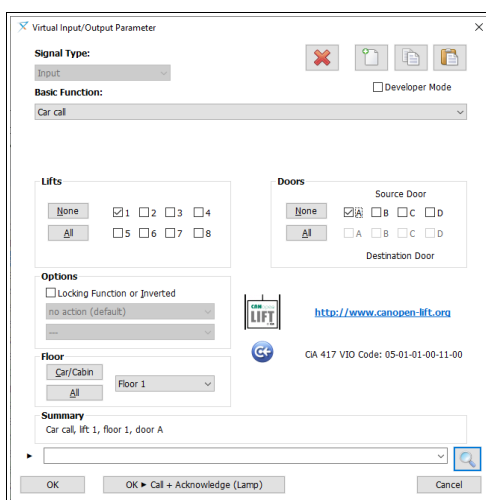 Virtual Input/Output Parameter
Signal Type:
Input
Basic Function:
Developer Mode
Car call
Lifts
None
1 2 3 4
All
5 6 7 8
Doors
Source Door
None
A B C D
All
A B C D
Destination Door
Options
Locking Function or Inverted
no action (default)
---
CAN
LIFT
http://www.canopen-lift.org
CiA 417 VIO Code: 05-01-01-00-11-00
Floor
Car/Cabin
All
Floor 1
Summary
Car call, lift 1, floor 1, door A
OK
OK ► Call + Acknowledge (Lamp)
Cancel